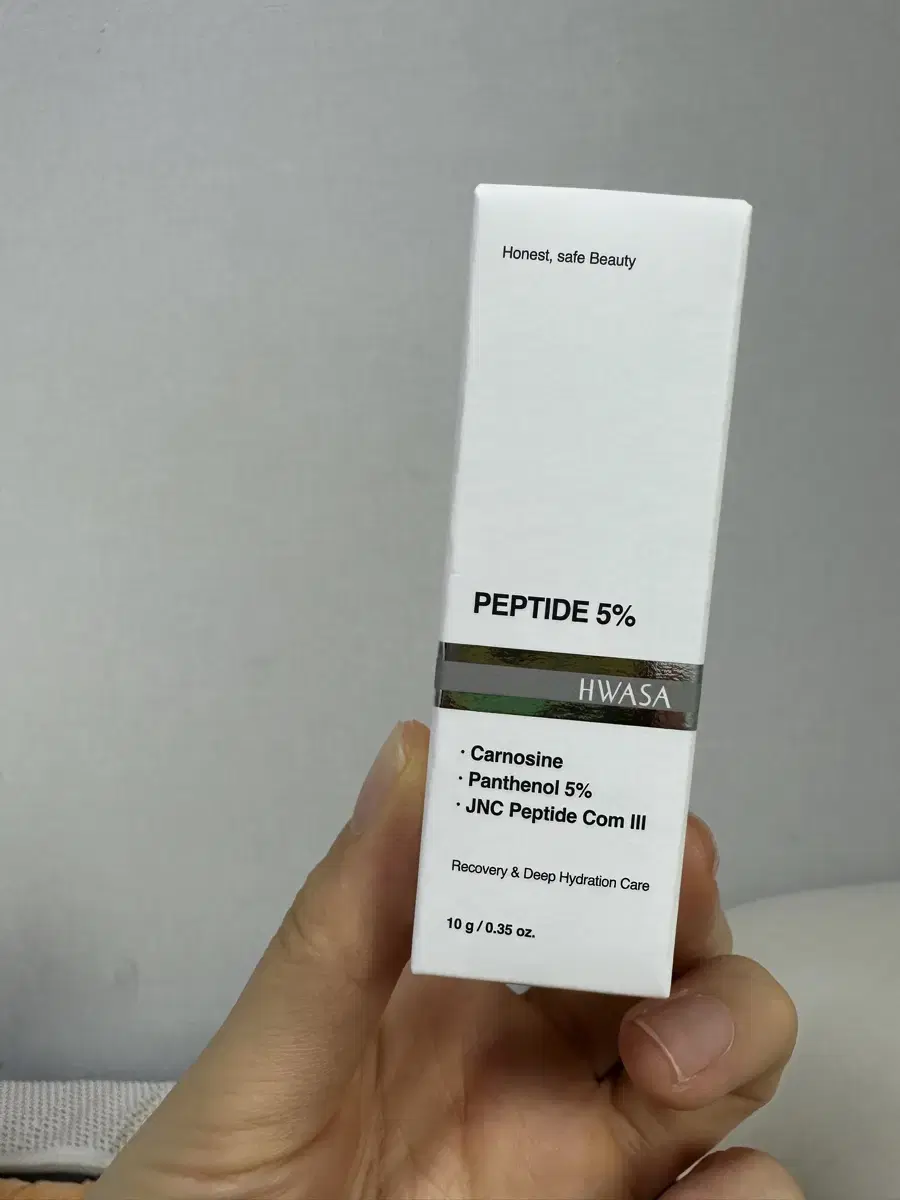 Honest, safe Beauty
PEPTIDE 5%
HWASA
· Carnosine
· Panthenol 5%
· JNC Peptide Com III
Recovery & Deep Hydration Care
10 g / 0.35 oz.